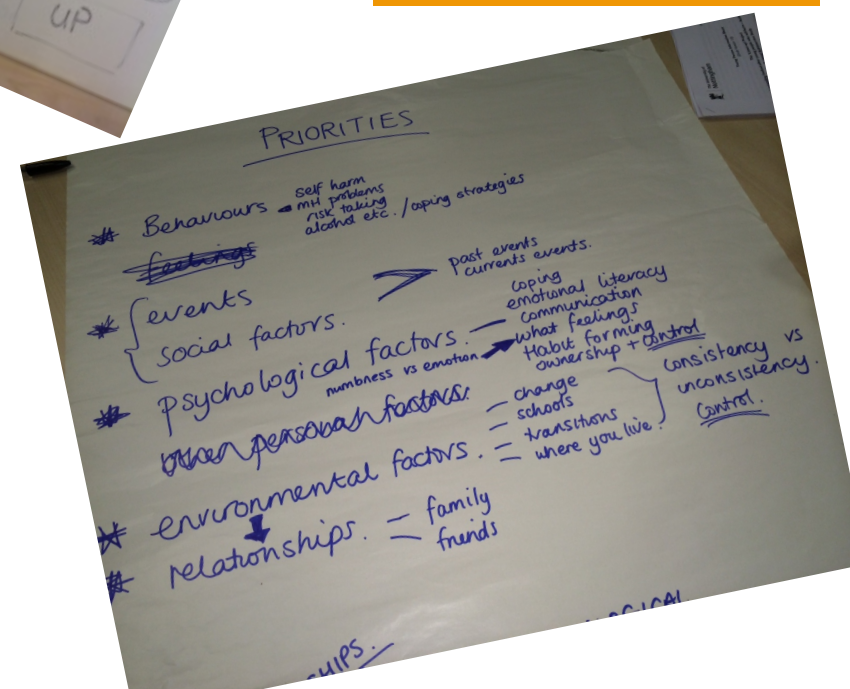 UP
PRIORITIES
* Behaviours - self harm
MH problems
risk taking
alcohol etc. / coping strategies
feelings
* { events
social factors. > past events
currents events.
* psychological factors. - coping
emotional literacy
communication
what feelings
Habit forming
ownership + control
numbness vs emotion
other personal factors.
* environmental factors. - change
- schools
- transitions
- where you live.
} consistency vs
unconsistency.
control.
* relationships. - family
- friends